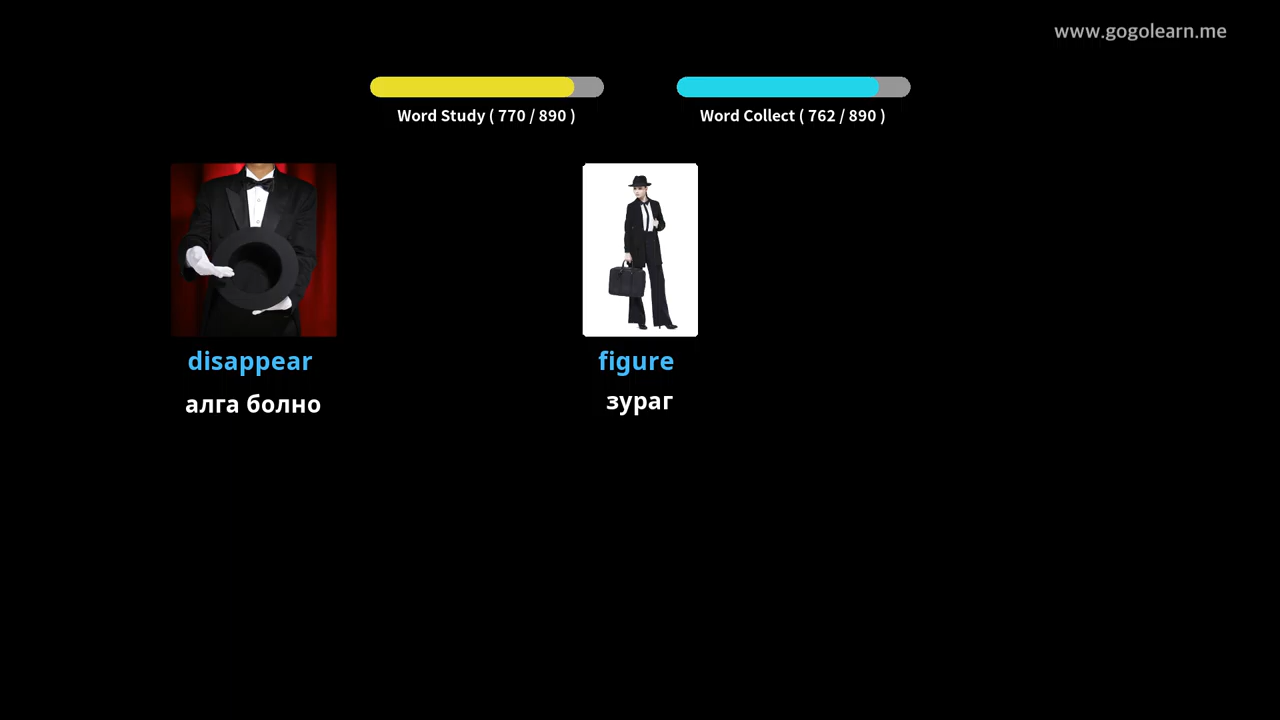 www.gogolearn.me
Word Study ( 770 / 890 )
Word Collect ( 762 / 890 )
disappear
figure
алга болно
зураг